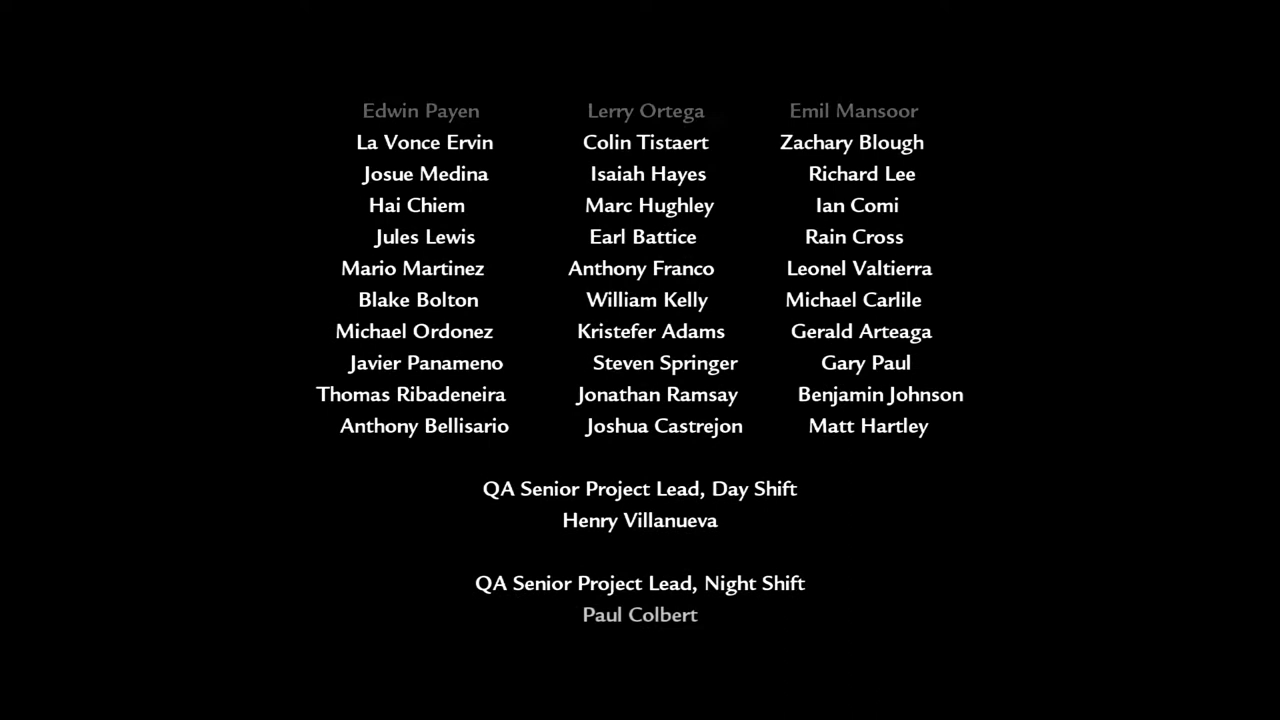 Edwin Payen Lerry Ortega Emil Mansoor
La Vonce Ervin Colin Tistaert Zachary Blough
Josue Medina Isaiah Hayes Richard Lee
Hai Chiem Marc Hughley Ian Comi
Jules Lewis Earl Battice Rain Cross
Mario Martinez Anthony Franco Leonel Valtierra
Blake Bolton William Kelly Michael Carlile
Michael Ordonez Kristefer Adams Gerald Arteaga
Javier Panameno Steven Springer Gary Paul
Thomas Ribadeneira Jonathan Ramsay Benjamin Johnson
Anthony Bellisario Joshua Castrejon Matt Hartley
QA Senior Project Lead, Day Shift
Henry Villanueva
QA Senior Project Lead, Night Shift
Paul Colbert